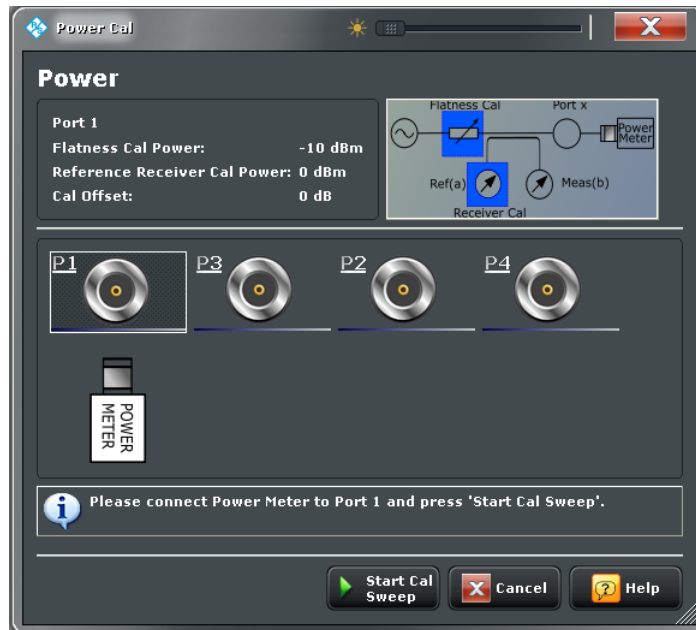 Power Cal
X
Power
Port 1
Flatness Cal Power: -10 dBm
Reference Receiver Cal Power: 0 dBm
Cal Offset: 0 dB
Flatness Cal
Port x
Power
Meter
Ref(a)
Meas(b)
Receiver Cal
P1
P3
P2
P4
POWER
METER
Please connect Power Meter to Port 1 and press 'Start Cal Sweep'.
Start Cal
Sweep
Cancel
Help